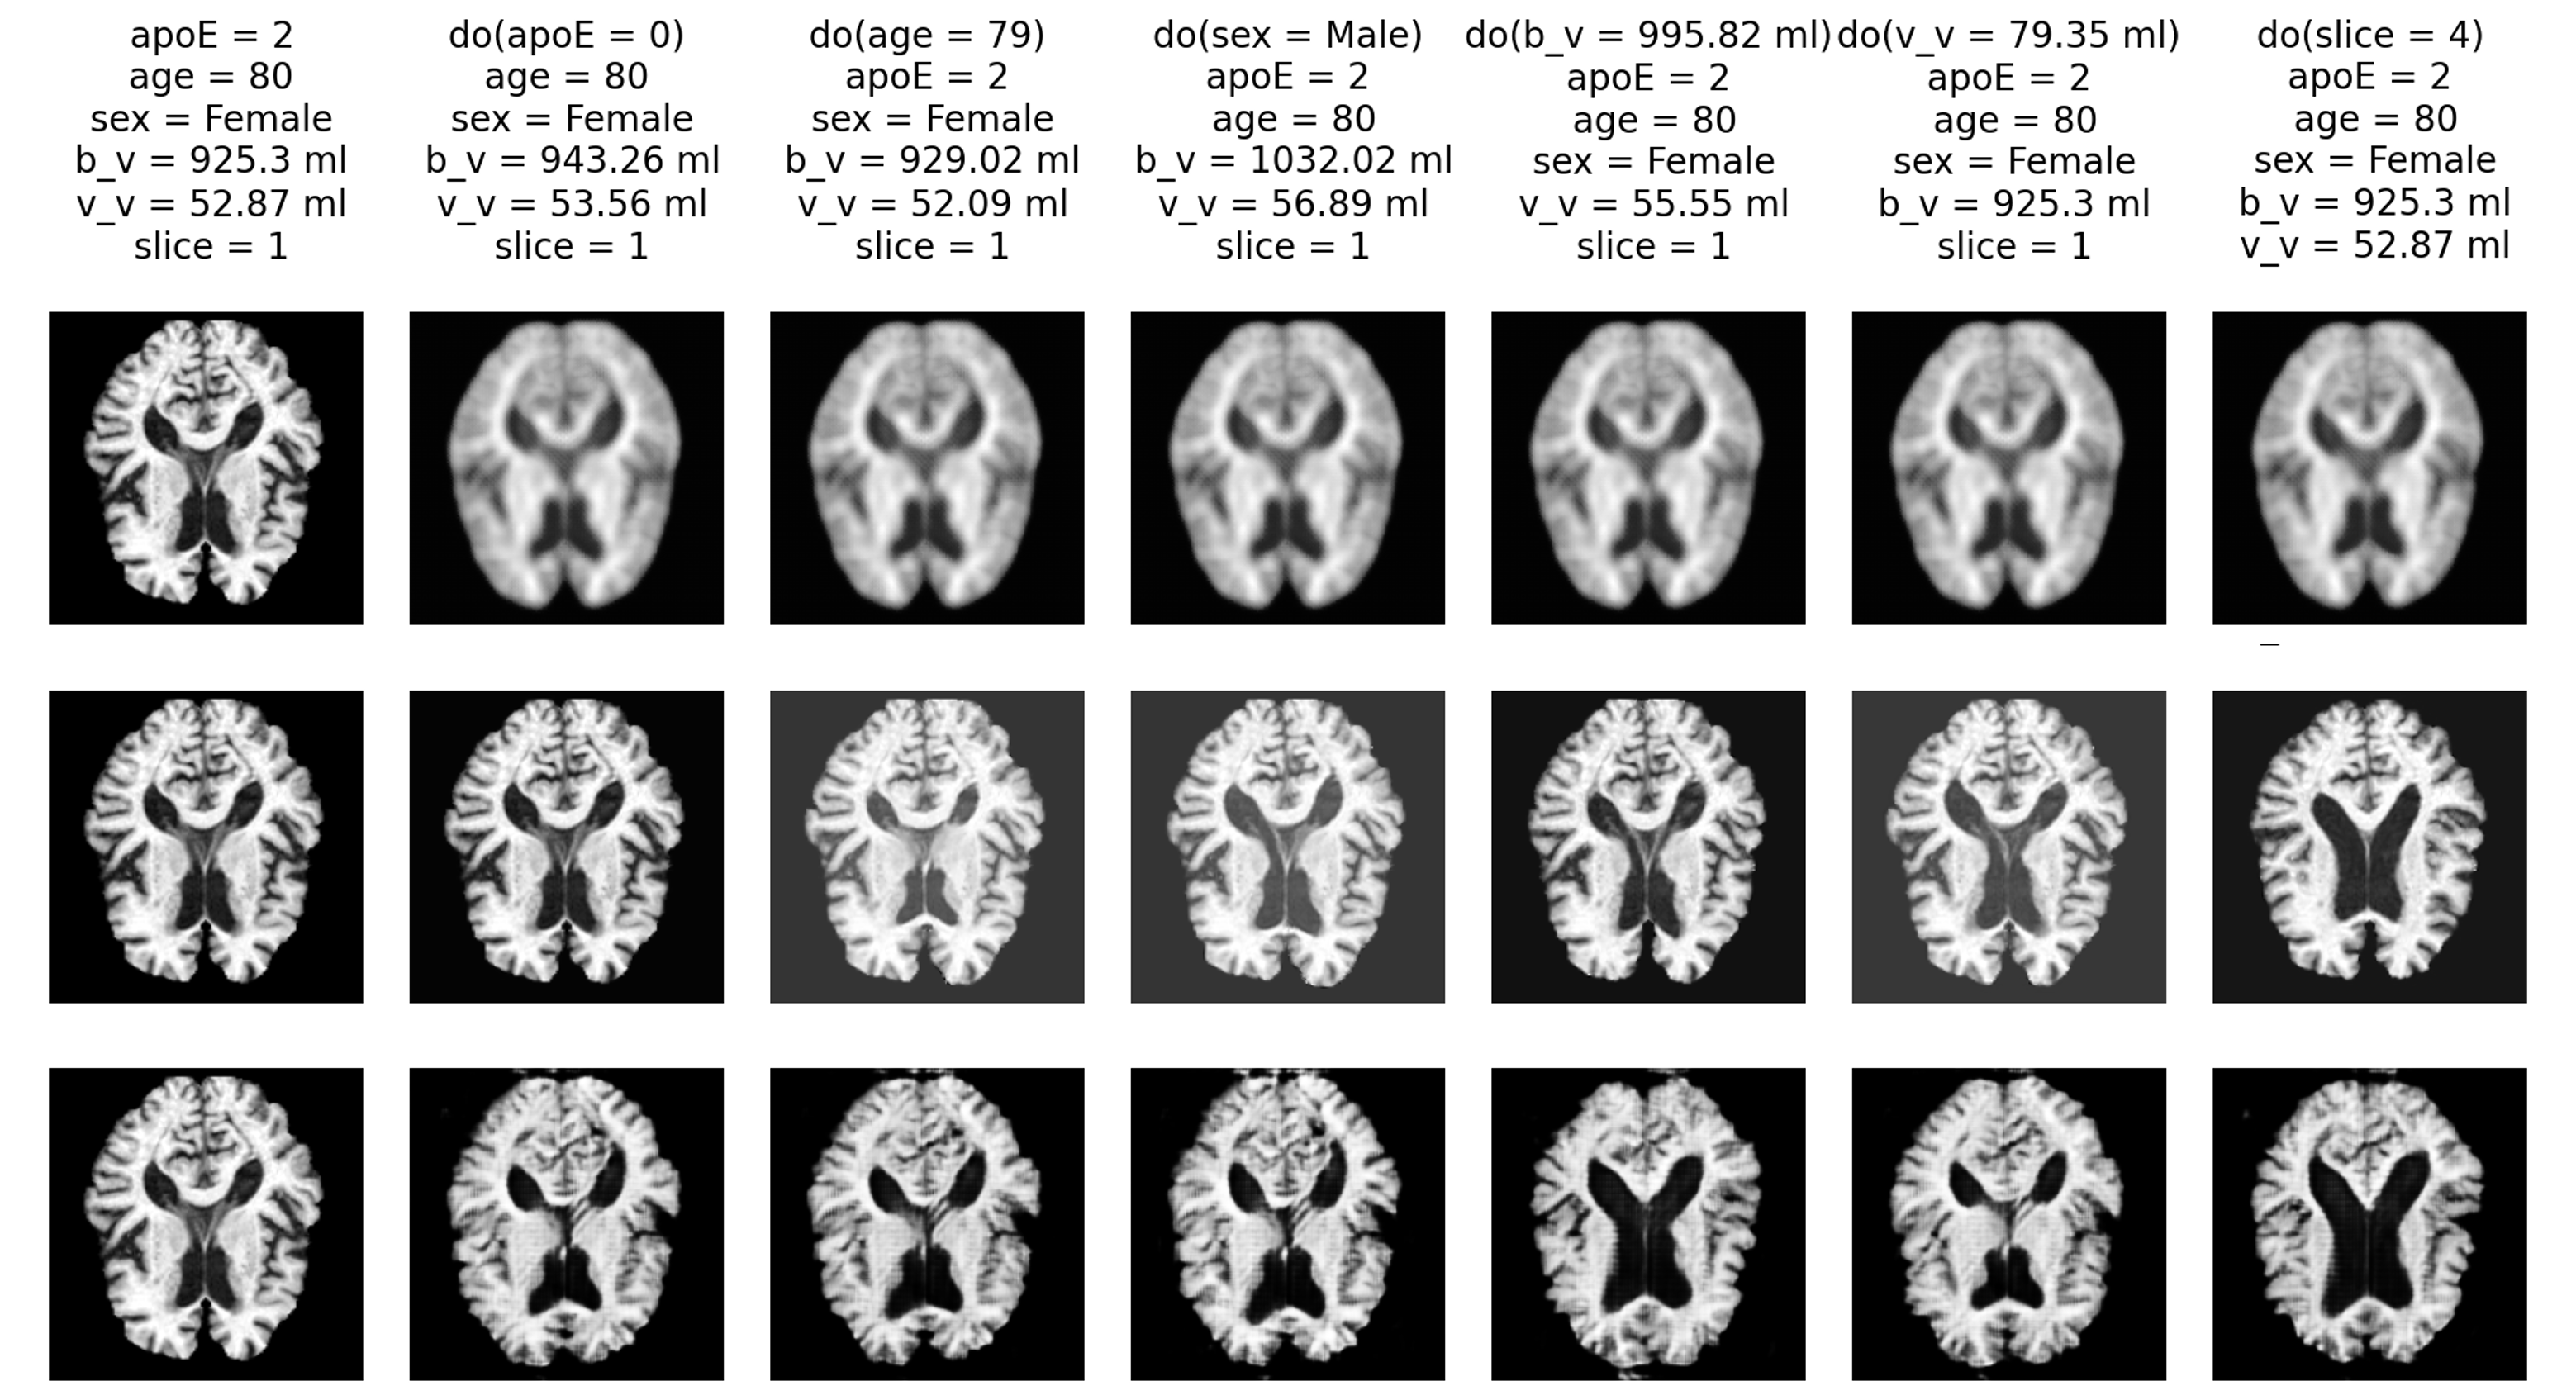 apoE = 2
age = 80
sex = Female
b_v = 925.3 ml
v_v = 52.87 ml
slice = 1
do(apoE = 0)
age = 80
sex = Female
b_v = 943.26 ml
v_v = 53.56 ml
slice = 1
do(age = 79)
apoE = 2
sex = Female
b_v = 929.02 ml
v_v = 52.09 ml
slice = 1
do(sex = Male)
apoE = 2
age = 80
b_v = 1032.02 ml
v_v = 56.89 ml
slice = 1
do(b_v = 995.82 ml)
apoE = 2
age = 80
sex = Female
v_v = 55.55 ml
slice = 1
do(v_v = 79.35 ml)
apoE = 2
age = 80
sex = Female
b_v = 925.3 ml
slice = 1
do(slice = 4)
apoE = 2
age = 80
sex = Female
b_v = 925.3 ml
v_v = 52.87 ml